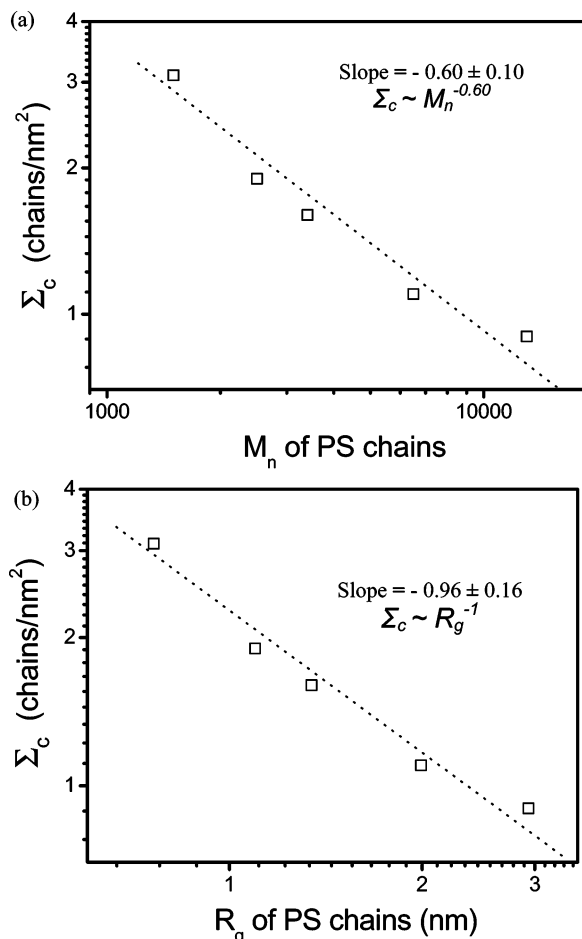 (a)
4
3
2
1
Slope = - 0.60 ± 0.10
Σc ~ Mn^-0.60
Σc (chains/nm²)
1000 10000
Mn of PS chains
(b)
4
3
2
1
Slope = - 0.96 ± 0.16
Σc ~ Rg^-1
Σc (chains/nm²)
1 2 3
Rg of PS chains (nm)